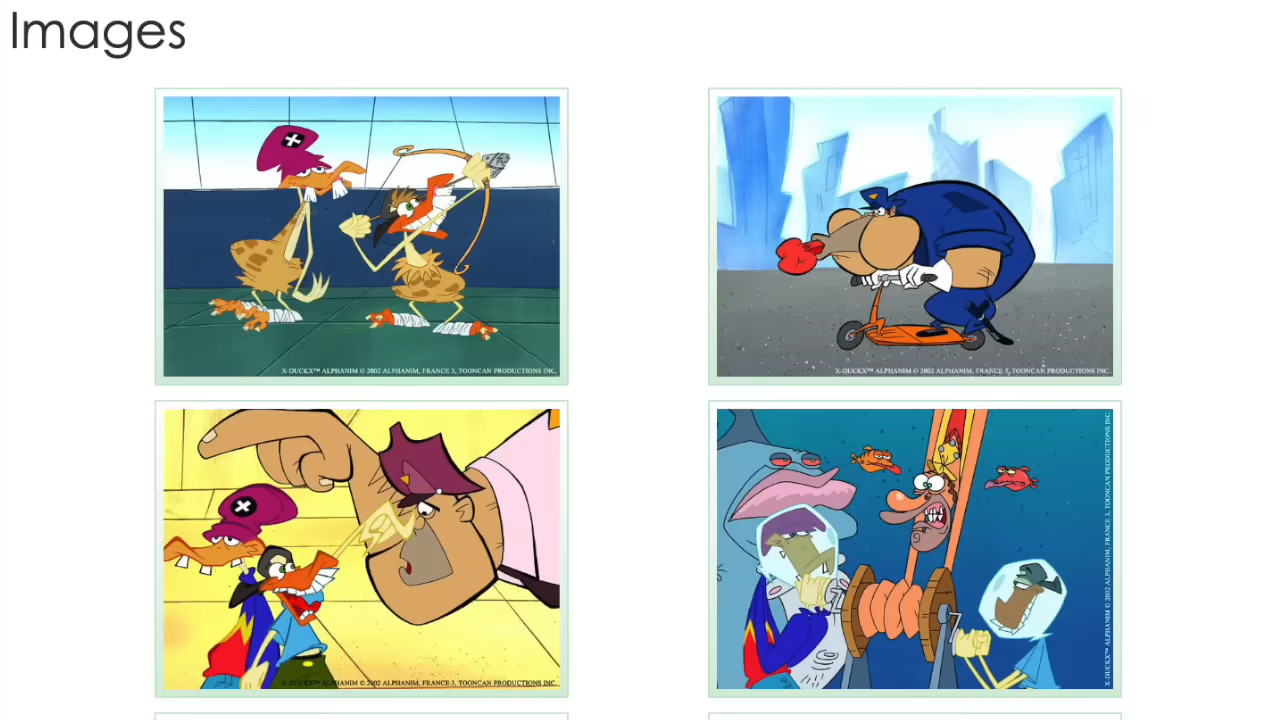 Images
X-DUCKX™ ALPHANIM © 2002 ALPHANIM, FRANCE 3, TOONCAN PRODUCTIONS INC.
X-DUCKX™ ALPHANIM © 2002 ALPHANIM, FRANCE 3, TOONCAN PRODUCTIONS INC.
X-DUCKX™ ALPHANIM © 2002 ALPHANIM, FRANCE 3, TOONCAN PRODUCTIONS INC.
X-DUCKX™ ALPHANIM © 2002 ALPHANIM, FRANCE 3, TOONCAN PRODUCTIONS INC.